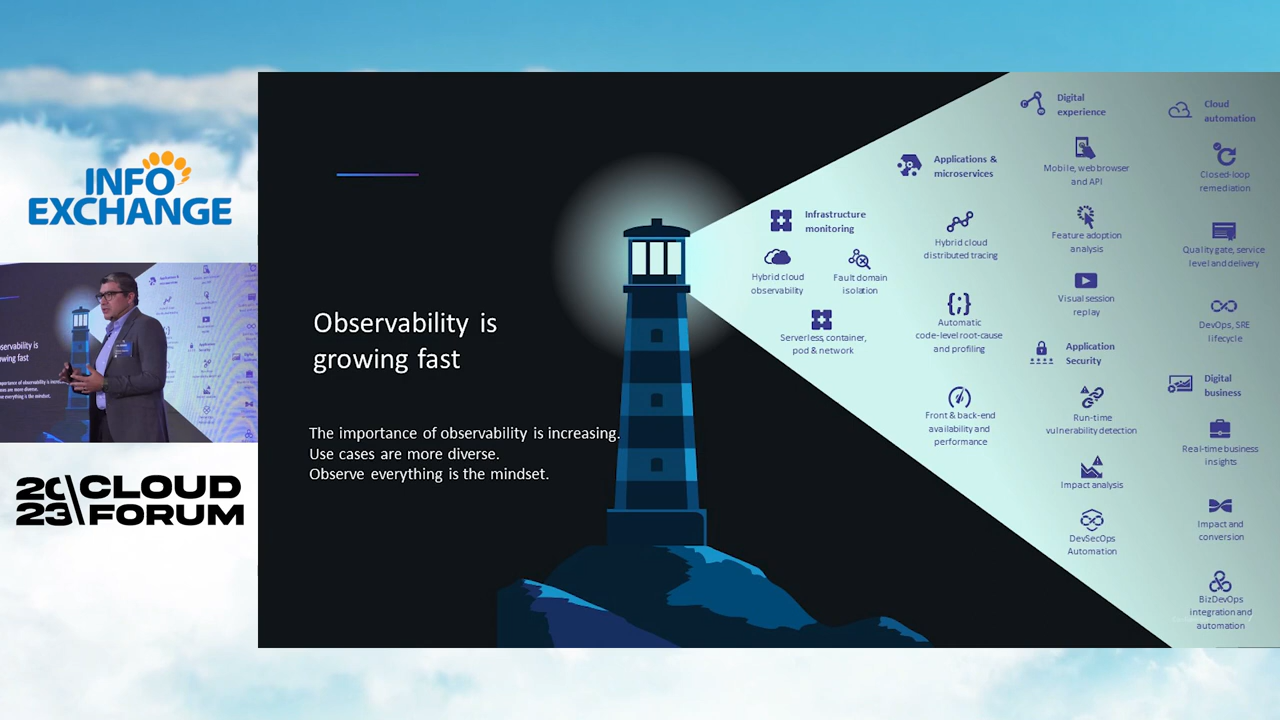 INFO
EXCHANGE
20
23
CLOUD
FORUM
Observability is
growing fast
The importance of observability is increasing.
Use cases are more diverse.
Observe everything is the mindset.
Infrastructure
monitoring
Hybrid cloud
observability
Fault domain
isolation
Serverless, container,
pod & network
Applications &
microservices
Hybrid cloud
distributed tracing
Automatic
code-level root-cause
and profiling
Front & back-end
availability and
performance
Digital
experience
Mobile, web browser
and API
Feature adoption
analysis
Visual session
replay
Application
Security
Run-time
vulnerability detection
Impact analysis
DevSecOps
Automation
Cloud
automation
Closed-loop
remediation
Quality gate, service
level and delivery
DevOps, SRE
lifecycle
Digital
business
Real-time business
insights
Impact and
conversion
BizDevOps
integration and
automation